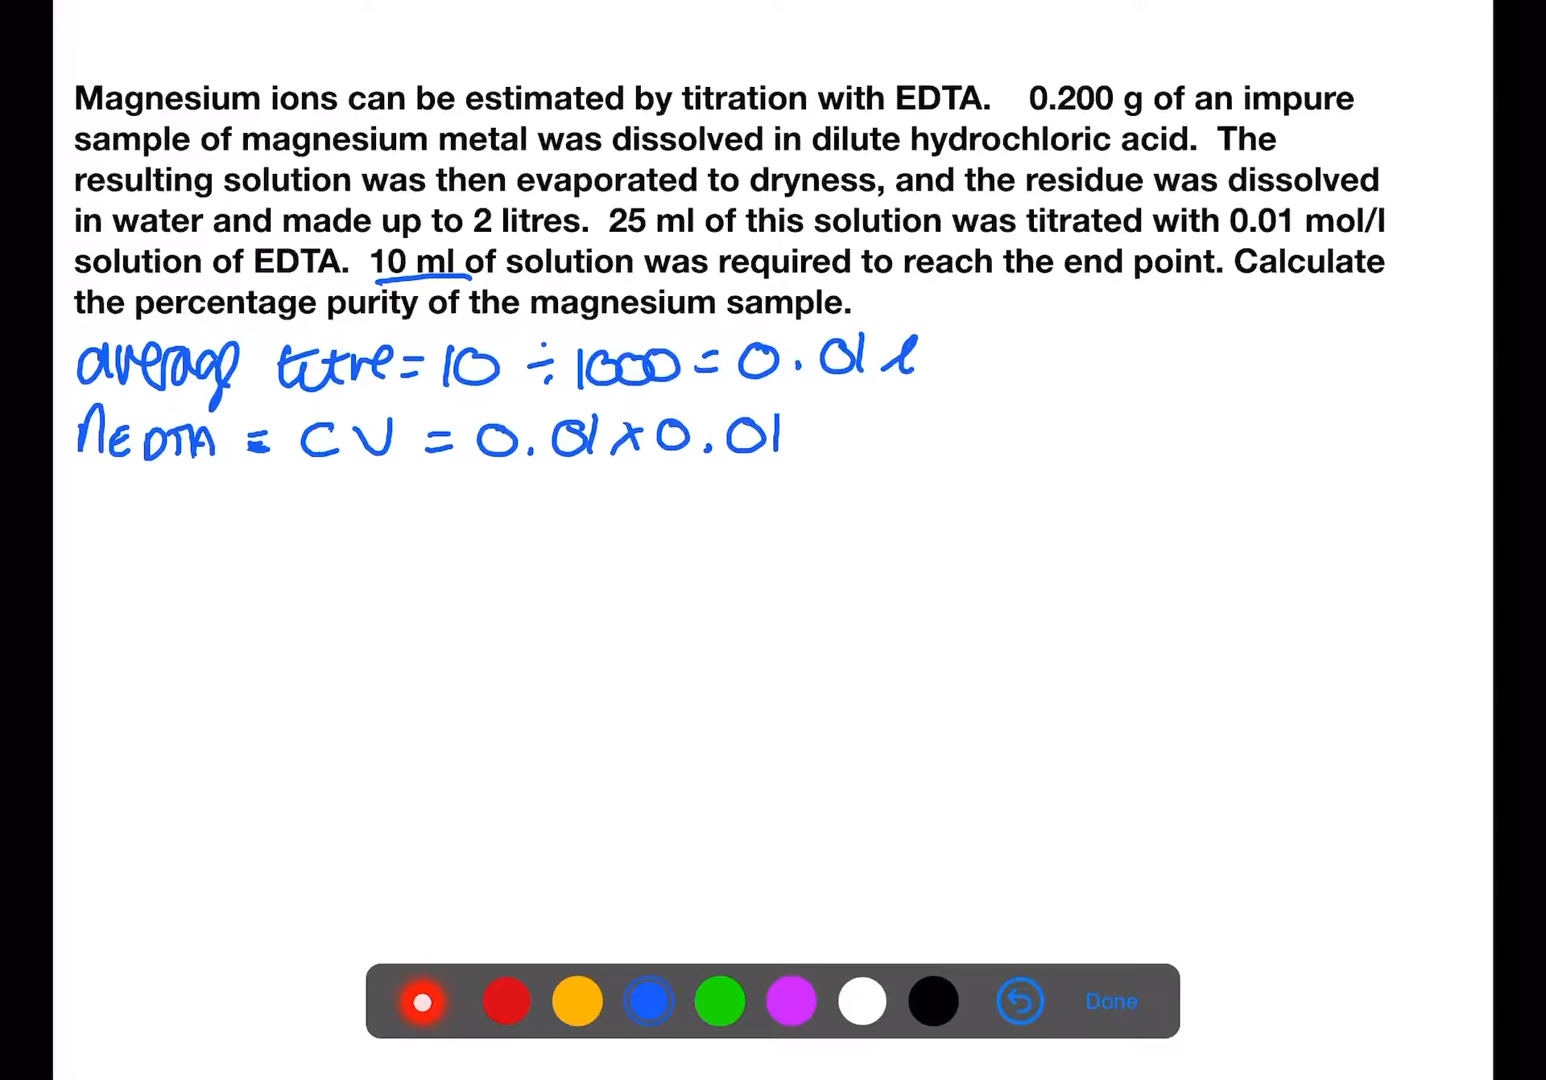 Magnesium ions can be estimated by titration with EDTA. 0.200 g of an impure
sample of magnesium metal was dissolved in dilute hydrochloric acid. The
resulting solution was then evaporated to dryness, and the residue was dissolved
in water and made up to 2 litres. 25 ml of this solution was titrated with 0.01 mol/l
solution of EDTA. 10 ml of solution was required to reach the end point. Calculate
the percentage purity of the magnesium sample.
average titre = 10 ÷ 1000 = 0.01 l
nEDTA = CV = 0.01 x 0.01
Done